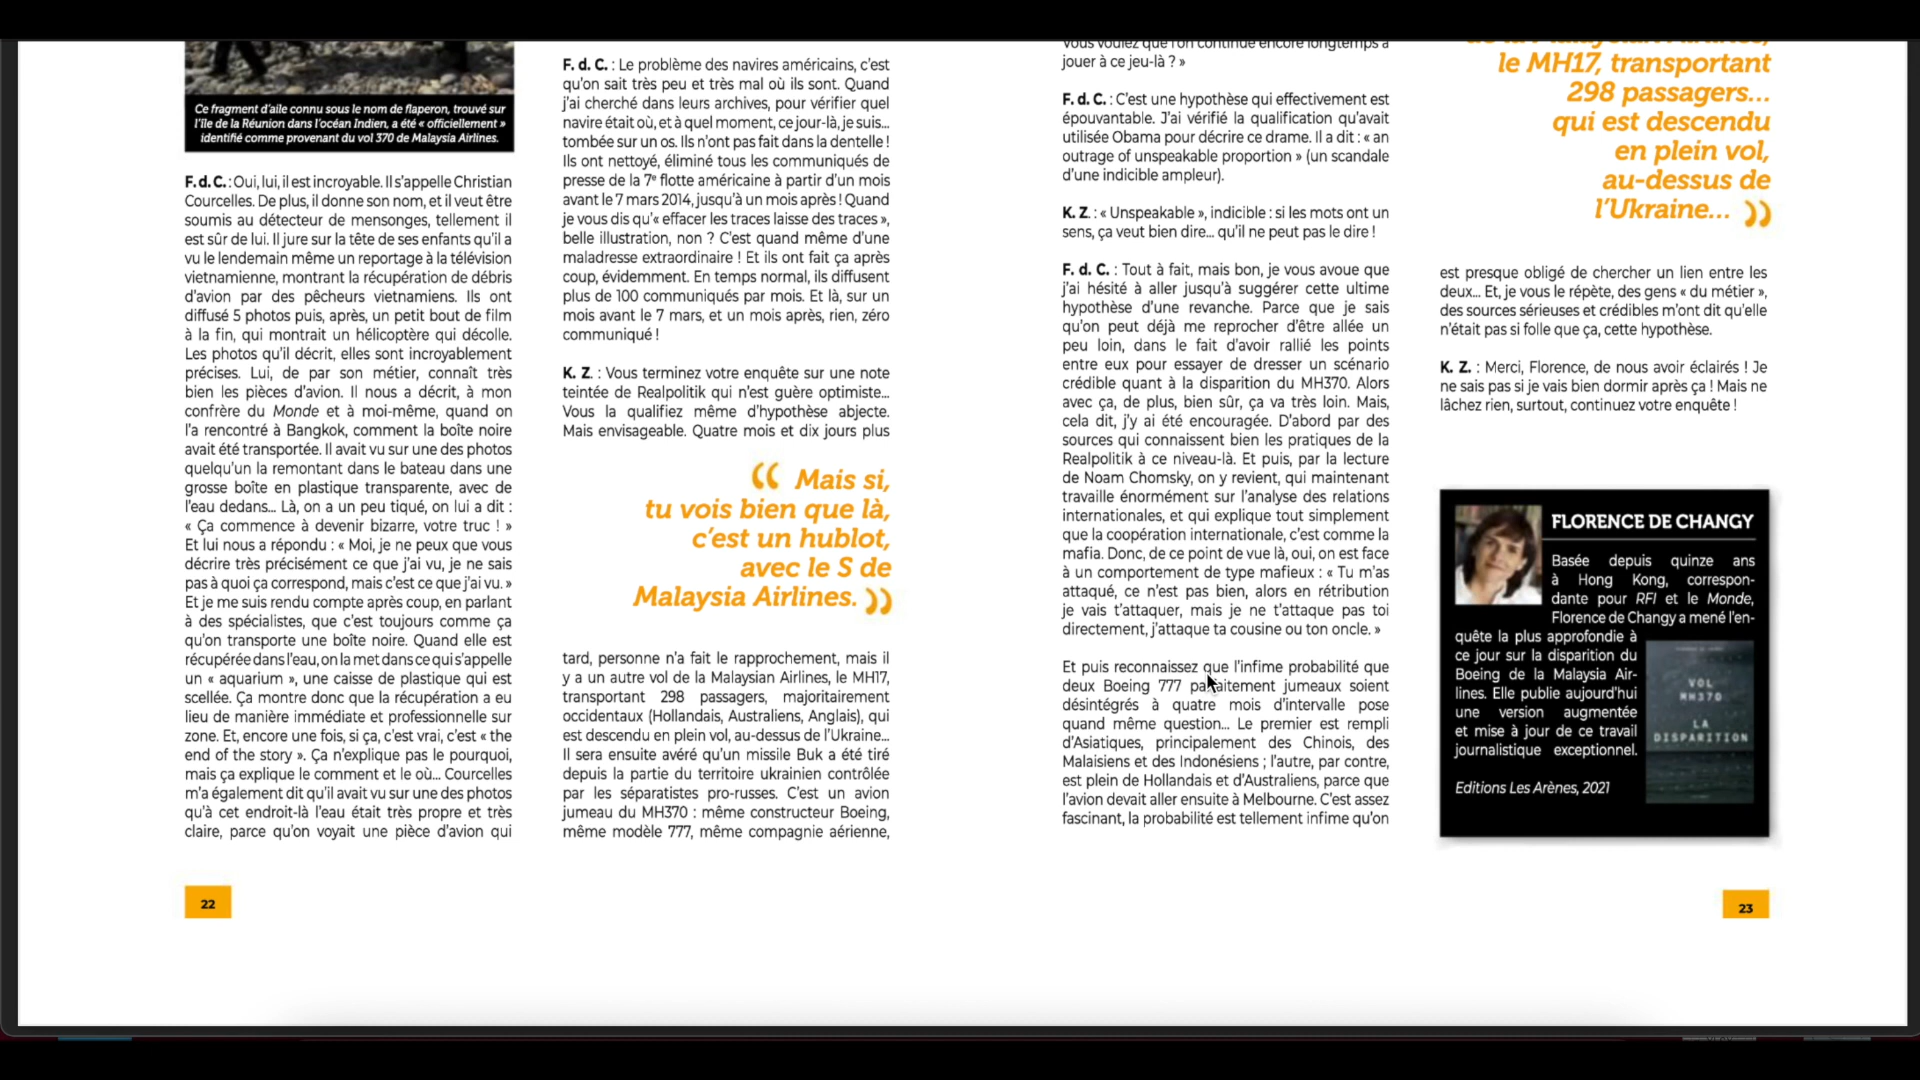 Ce fragment d'aile connu sous le nom de flaperon, trouvé sur
l'île de la Réunion dans l'océan Indien, a été « officiellement »
identifié comme provenant du vol 370 de Malaysia Airlines.
F. d. C. : Oui, lui, il est incroyable. Il s'appelle Christian
Courcelles. De plus, il donne son nom, et il veut être
soumis au détecteur de mensonges, tellement il
est sûr de lui. Il jure sur la tête de ses enfants qu'il a
vu le lendemain même un reportage à la télévision
vietnamienne, montrant la récupération de débris
d'avion par des pêcheurs vietnamiens. Ils ont
diffusé 5 photos puis, après, un petit bout de film
à la fin, qui montrait un hélicoptère qui décolle.
Les photos qu'il décrit, elles sont incroyablement
précises. Lui, de par son métier, connaît très
bien les pièces d'avion. Il nous a décrit, à mon
confrère du Monde et à moi-même, quand on
l'a rencontré à Bangkok, comment la boîte noire
avait été transportée. Il avait vu sur une des photos
quelqu'un la remontant dans le bateau dans une
grosse boîte en plastique transparente, avec de
l'eau dedans... Là, on a un peu tiqué, on lui a dit :
« Ça commence à devenir bizarre, votre truc ! »
Et lui nous a répondu : « Moi, je ne peux que vous
décrire très précisément ce que j'ai vu, je ne sais
pas à quoi ça correspond, mais c'est ce que j'ai vu. »
Et je me suis rendu compte après coup, en parlant
à des spécialistes, que c'est toujours comme ça
qu'on transporte une boîte noire. Quand elle est
récupérée dans l'eau, on la met dans ce qui s'appelle
un « aquarium », une caisse de plastique qui est
scellée. Ça montre donc que la récupération a eu
lieu de manière immédiate et professionnelle sur
zone. Et, encore une fois, si ça, c'est vrai, c'est « the
end of the story ». Ça n'explique pas le pourquoi,
mais ça explique le comment et le où... Courcelles
m'a également dit qu'il avait vu sur une des photos
qu'à cet endroit-là l'eau était très propre et très
claire, parce qu'on voyait une pièce d'avion qui
22
F. d. C. : Le problème des navires américains, c'est
qu'on sait très peu et très mal où ils sont. Quand
j'ai cherché dans leurs archives, pour vérifier quel
navire était où, et à quel moment, ce jour-là, je suis...
tombée sur un os. Ils n'ont pas fait dans la dentelle !
Ils ont nettoyé, éliminé tous les communiqués de
presse de la 7e flotte américaine à partir d'un mois
avant le 7 mars 2014, jusqu'à un mois après ! Quand
je vous dis qu'« effacer les traces laisse des traces »,
belle illustration, non ? C'est quand même d'une
maladresse extraordinaire ! Et ils ont fait ça après
coup, évidemment. En temps normal, ils diffusent
plus de 100 communiqués par mois. Et là, sur un
mois avant le 7 mars, et un mois après, rien, zéro
communiqué !
K. Z. : Vous terminez votre enquête sur une note
teintée de Realpolitik qui n'est guère optimiste...
Vous la qualifiez même d'hypothèse abjecte.
Mais envisageable. Quatre mois et dix jours plus
“ Mais si,
tu vois bien que là,
c'est un hublot,
avec le S de
Malaysia Airlines. ”
tard, personne n'a fait le rapprochement, mais il
y a un autre vol de la Malaysian Airlines, le MH17,
transportant 298 passagers, majoritairement
occidentaux (Hollandais, Australiens, Anglais), qui
est descendu en plein vol, au-dessus de l'Ukraine...
Il sera ensuite avéré qu'un missile Buk a été tiré
depuis la partie du territoire ukrainien contrôlée
par les séparatistes pro-russes. C'est un avion
jumeau du MH370 : même constructeur Boeing,
même modèle 777, même compagnie aérienne,
vous voulez que l'on continue encore longtemps à
jouer à ce jeu-là ? »
F. d. C. : C'est une hypothèse qui effectivement est
épouvantable. J'ai vérifié la qualification qu'avait
utilisée Obama pour décrire ce drame. Il a dit : « an
outrage of unspeakable proportion » (un scandale
d'une indicible ampleur).
K. Z. : « Unspeakable », indicible : si les mots ont un
sens, ça veut bien dire... qu'il ne peut pas le dire !
F. d. C. : Tout à fait, mais bon, je vous avoue que
j'ai hésité à aller jusqu'à suggérer cette ultime
hypothèse d'une revanche. Parce que je sais
qu'on peut déjà me reprocher d'être allée un
peu loin, dans le fait d'avoir rallié les points
entre eux pour essayer de dresser un scénario
crédible quant à la disparition du MH370. Alors
avec ça, de plus, bien sûr, ça va très loin. Mais,
cela dit, j'y ai été encouragée. D'abord par des
sources qui connaissent bien les pratiques de la
Realpolitik à ce niveau-là. Et puis, par la lecture
de Noam Chomsky, on y revient, qui maintenant
travaille énormément sur l'analyse des relations
internationales, et qui explique tout simplement
que la coopération internationale, c'est comme la
mafia. Donc, de ce point de vue là, oui, on est face
à un comportement de type mafieux : « Tu m'as
attaqué, ce n'est pas bien, alors en rétribution
je vais t'attaquer, mais je ne t'attaque pas toi
directement, j'attaque ta cousine ou ton oncle. »
Et puis reconnaissez que l'infime probabilité que
deux Boeing 777 parfaitement jumeaux soient
désintégrés à quatre mois d'intervalle pose
quand même question... Le premier est rempli
d'Asiatiques, principalement des Chinois, des
Malaisiens et des Indonésiens ; l'autre, par contre,
est plein de Hollandais et d'Australiens, parce que
l'avion devait aller ensuite à Melbourne. C'est assez
fascinant, la probabilité est tellement infime qu'on
de la Malaysian Airlines,
le MH17, transportant
298 passagers...
qui est descendu
en plein vol,
au-dessus de
l'Ukraine... ”
est presque obligé de chercher un lien entre les
deux... Et, je vous le répète, des gens « du métier »,
des sources sérieuses et crédibles m'ont dit qu'elle
n'était pas si folle que ça, cette hypothèse.
K. Z. : Merci, Florence, de nous avoir éclairés ! Je
ne sais pas si je vais bien dormir après ça ! Mais ne
lâchez rien, surtout, continuez votre enquête !
FLORENCE DE CHANGY
Basée depuis quinze ans
à Hong Kong, correspon-
dante pour RFI et le Monde,
Florence de Changy a mené l'en-
quête la plus approfondie à
ce jour sur la disparition du
Boeing de la Malaysia Air-
lines. Elle publie aujourd'hui
une version augmentée
et mise à jour de ce travail
journalistique exceptionnel.
Editions Les Arènes, 2021
VOL
MH370
LA
DISPARITION
23